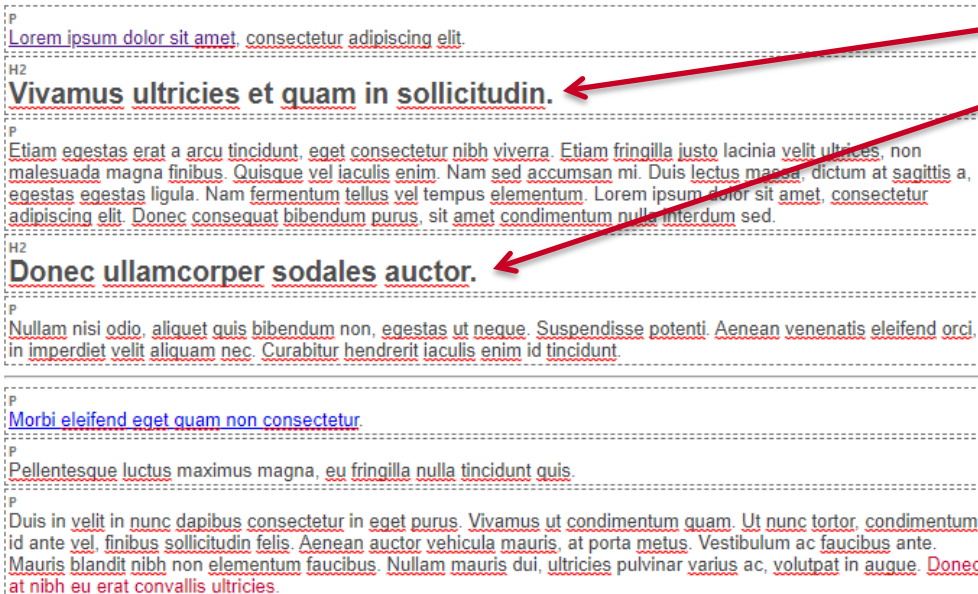 P
Lorem ipsum dolor sit amet, consectetur adipiscing elit.
H2
Vivamus ultricies et quam in sollicitudin.
P
Etiam egestas erat a arcu tincidunt, eget consectetur nibh viverra. Etiam fringilla justo lacinia velit ultrices, non
malesuada magna finibus. Quisque vel iaculis enim. Nam sed accumsan mi. Duis lectus massa, dictum at sagittis a,
egestas egestas ligula. Nam fermentum tellus vel tempus elementum. Lorem ipsum dolor sit amet, consectetur
adipiscing elit. Donec consequat bibendum purus, sit amet condimentum nulla interdum sed.
H2
Donec ullamcorper sodales auctor.
P
Nullam nisi odio, aliquet quis bibendum non, egestas ut neque. Suspendisse potenti. Aenean venenatis eleifend orci,
in imperdiet velit aliquam nec. Curabitur hendrerit iaculis enim id tincidunt.
P
Morbi eleifend eget quam non consectetur.
P
Pellentesque luctus maximus magna, eu fringilla nulla tincidunt quis.
P
Duis in velit in nunc dapibus consectetur in eget purus. Vivamus ut condimentum quam. Ut nunc tortor, condimentum
id ante vel, finibus sollicitudin felis. Aenean auctor vehicula mauris, at porta metus. Vestibulum ac faucibus ante.
Mauris blandit nibh non elementum faucibus. Nullam mauris dui, ultricies pulvinar varius ac, volutpat in augue. Donec
at nibh eu erat convallis ultricies.